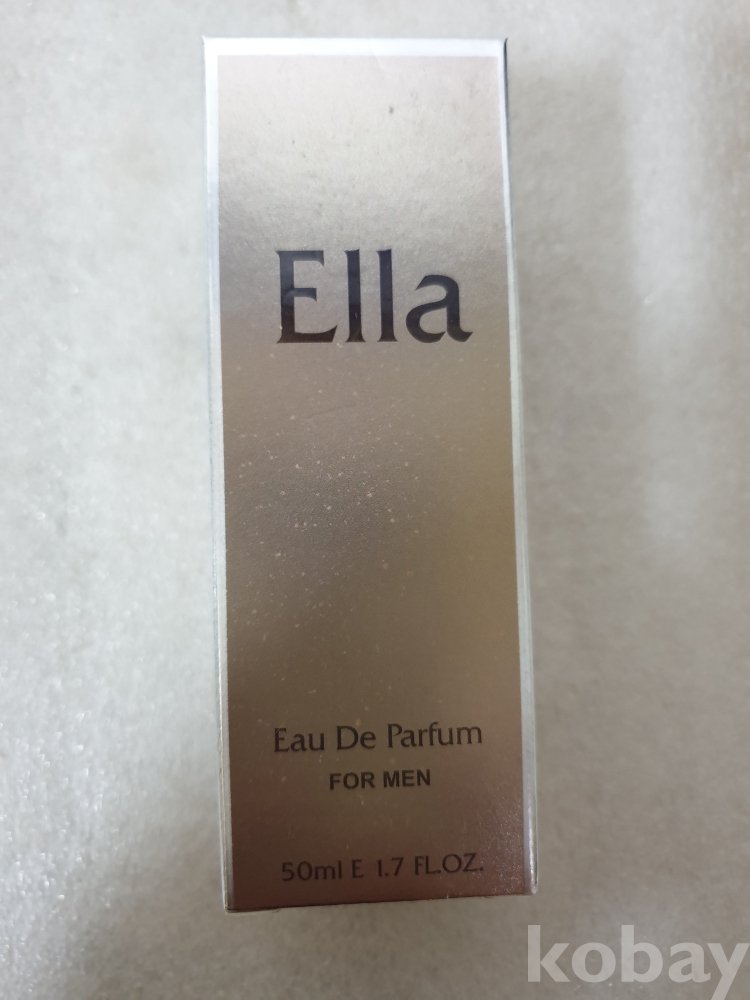 Ella
Eau De Parfum
FOR MEN
50ml E 1.7 FL.OZ.
kobay